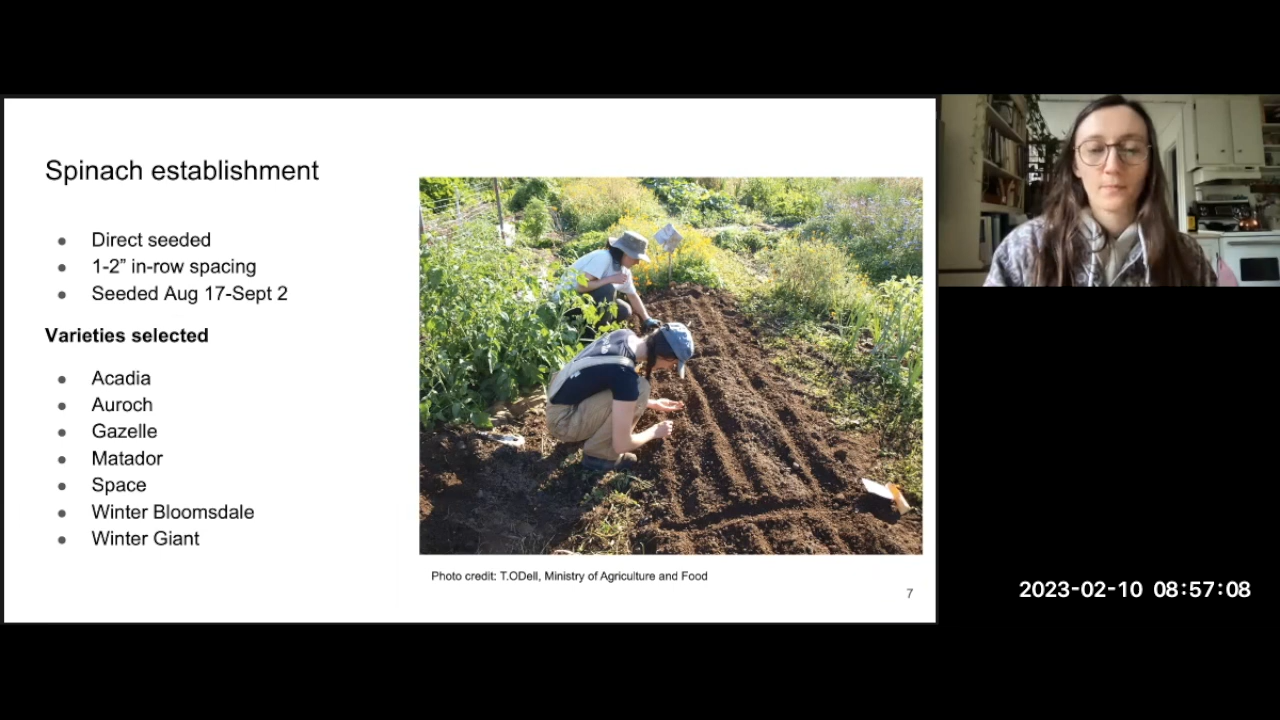 Spinach establishment
● Direct seeded
● 1-2” in-row spacing
● Seeded Aug 17-Sept 2
Varieties selected
● Acadia
● Auroch
● Gazelle
● Matador
● Space
● Winter Bloomsdale
● Winter Giant
Photo credit: T.ODell, Ministry of Agriculture and Food
7
2023-02-10 08:57:08